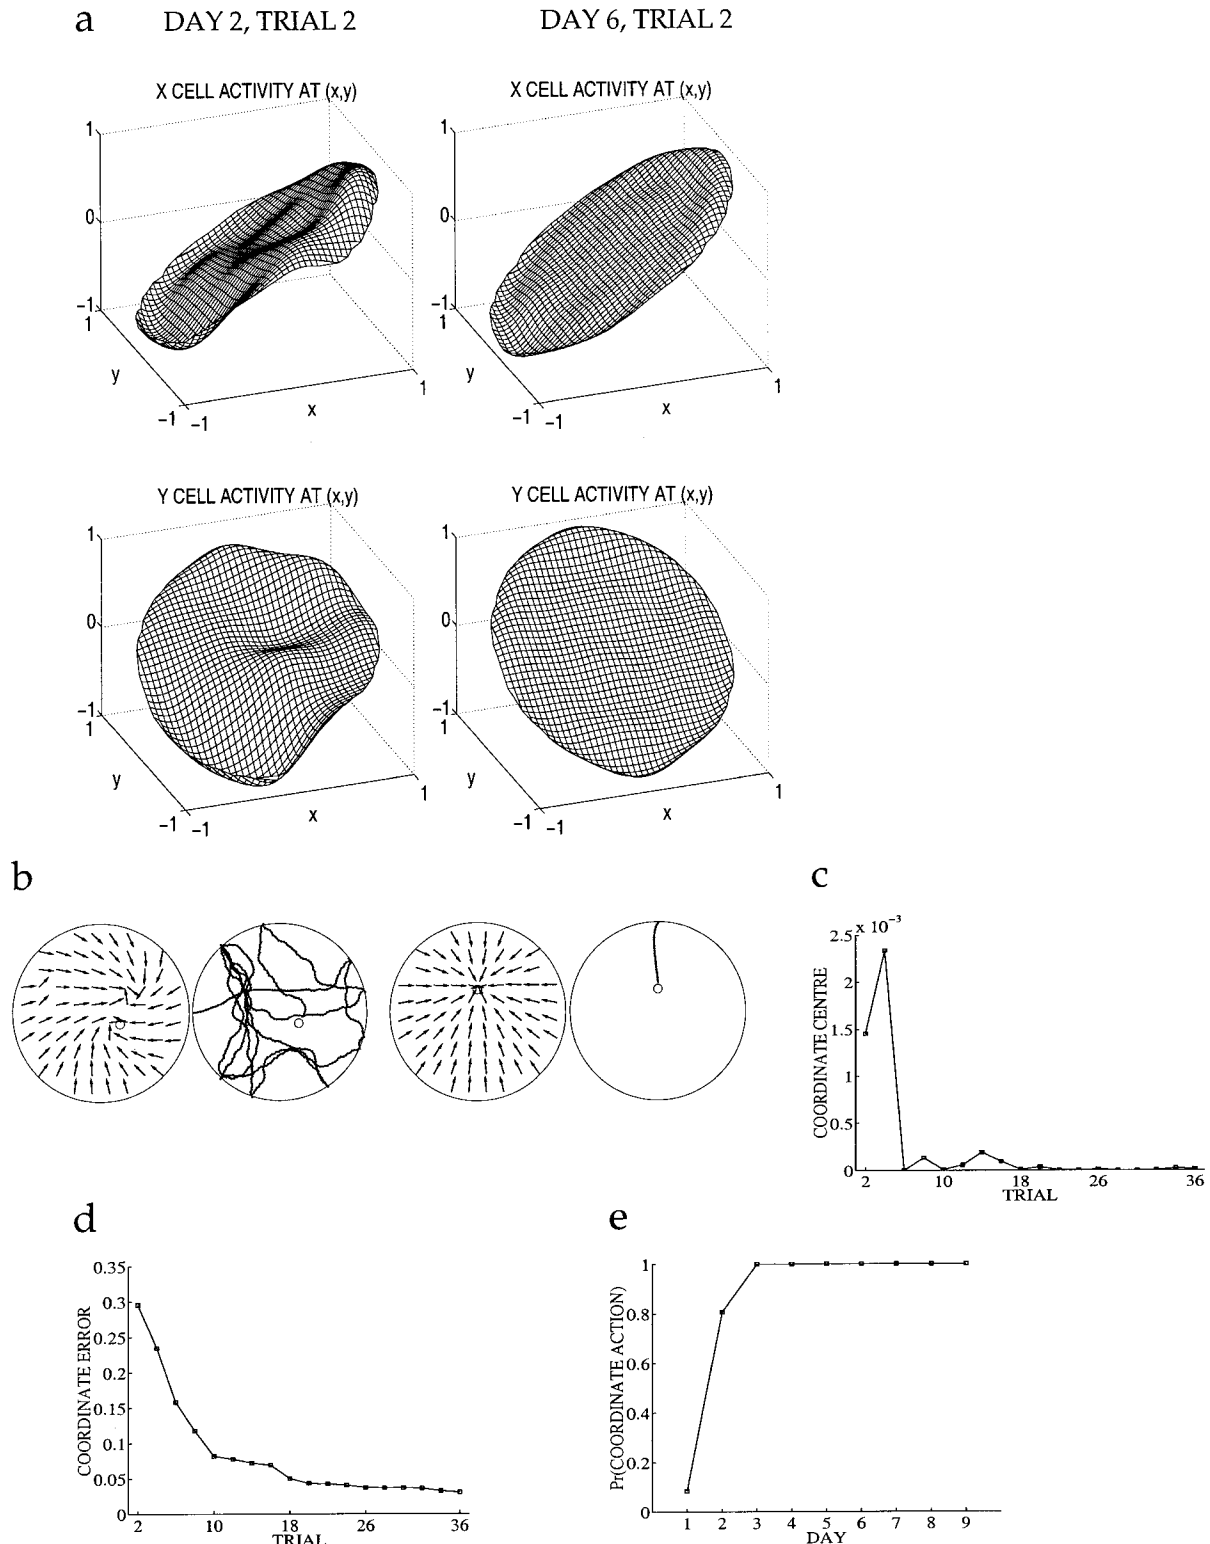 a DAY 2, TRIAL 2 DAY 6, TRIAL 2
X CELL ACTIVITY AT (x,y) X CELL ACTIVITY AT (x,y)
1 1
0 0
−1 −1
1 1
y y
−1 −1 x 1 −1 −1 x 1
Y CELL ACTIVITY AT (x,y) Y CELL ACTIVITY AT (x,y)
1 1
0 0
−1 −1
1 1
y y
−1 −1 x 1 −1 −1 x 1
b
c
x 10⁻³
2.5
2
1.5
1
0.5
0
COORDINATE CENTRE
2 10 18 26 36
TRIAL
d
0.35
0.3
0.25
0.2
0.15
0.1
0.05
0
COORDINATE ERROR
2 10 18 26 36
TRIAL
e
1
0.8
0.6
0.4
0.2
0
Pr(COORDINATE ACTION)
1 2 3 4 5 6 7 8 9
DAY